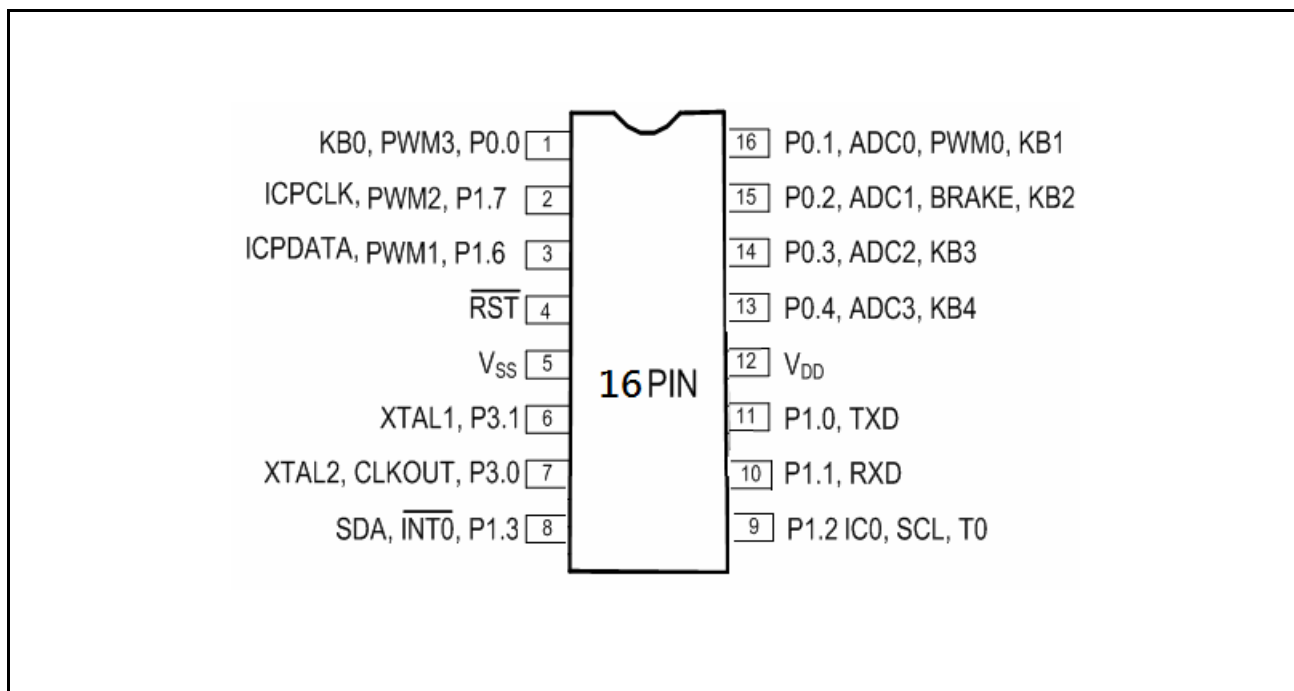 KB0, PWM3, P0.0 1
16 P0.1, ADC0, PWM0, KB1
ICPCLK, PWM2, P1.7 2
15 P0.2, ADC1, BRAKE, KB2
ICPDATA, PWM1, P1.6 3
14 P0.3, ADC2, KB3
RST 4
13 P0.4, ADC3, KB4
VSS 5
12 VDD
16 PIN
XTAL1, P3.1 6
11 P1.0, TXD
XTAL2, CLKOUT, P3.0 7
10 P1.1, RXD
SDA, INT0, P1.3 8
9 P1.2 IC0, SCL, T0